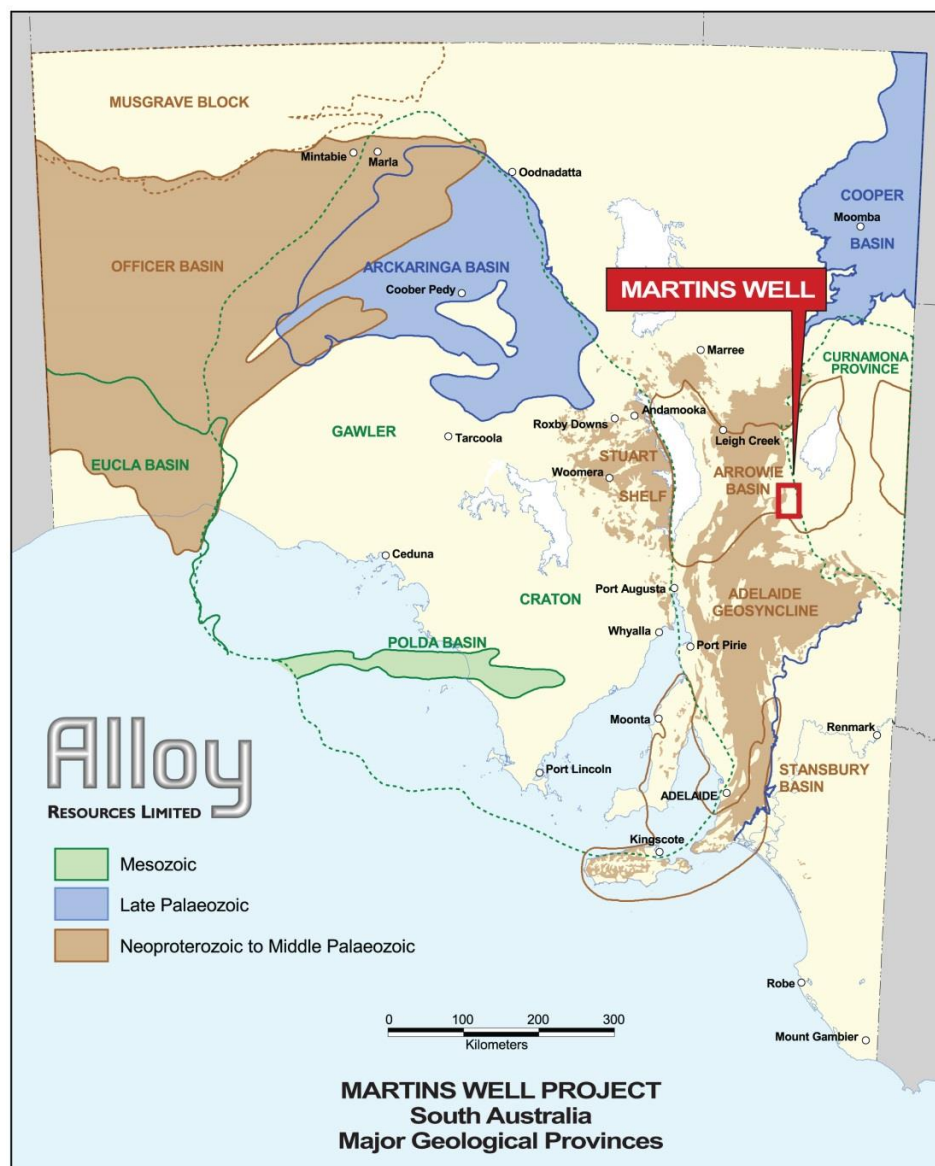 MUSGRAVE BLOCK
Mintabie
Marla
Oodnadatta
COOPER
Moomba
BASIN
OFFICER BASIN
ARCKARINGA BASIN
Coober Pedy
MARTINS WELL
Marree
CURNAMONA
PROVINCE
Andamooka
Roxby Downs
GAWLER
Tarcoola
Leigh Creek
STUART
EUCLA BASIN
Woomera
ARROWIE
BASIN
SHELF
Ceduna
CRATON
Port Augusta
ADELAIDE
GEOSYNCLINE
Whyalla
POLDA BASIN
Port Pirie
Moonta
Renmark
Alloy
RESOURCES LIMITED
Port Lincoln
STANSBURY
BASIN
ADELAIDE
Kingscote
Mesozoic
Late Palaeozoic
Neoproterozoic to Middle Palaeozoic
Robe
0 100 200 300
Kilometers
Mount Gambier
MARTINS WELL PROJECT
South Australia
Major Geological Provinces